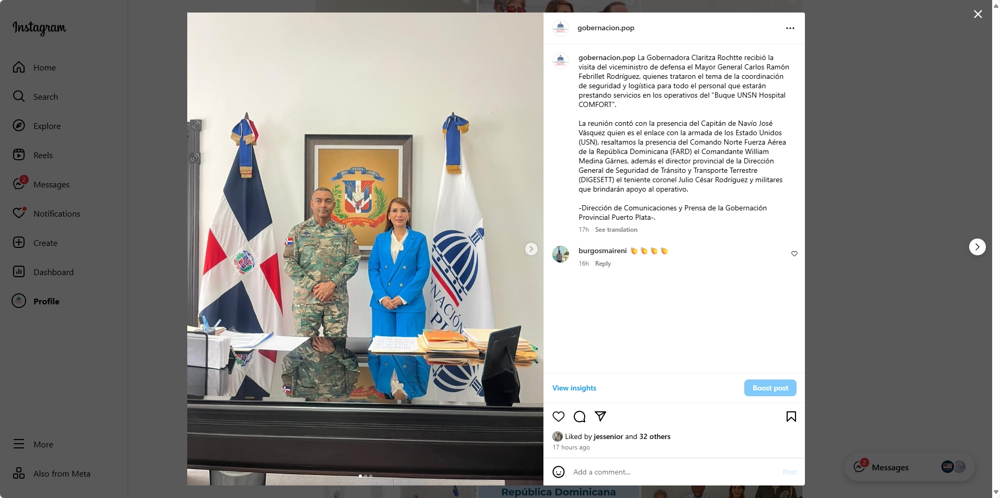 Instagram
Home
Search
Explore
Reels
2
Messages
Notifications
Create
Dashboard
Profile
More
Also from Meta
DIOS PATRIA LIBERTAD
REPUBLICA DOMINICANA
gobernacion.pop
gobernacion.pop La Gobernadora Claritza Rochtte recibió la
visita del viceministro de defensa el Mayor General Carlos Ramón
Febrillet Rodríguez, quienes trataron el tema de la coordinación
de seguridad y logística para todo el personal que estarán
prestando servicios en los operativos del “Buque UNSN Hospital
COMFORT”.
La reunión contó con la presencia del Capitán de Navío José
Vásquez quien es el enlace con la armada de los Estado Unidos
(USN), resaltamos la presencia del Comando Norte Fuerza Aérea
de la República Dominicana (FARD) el Comandante William
Medina Gárnes, además el director provincial de la Dirección
General de Seguridad de Tránsito y Transporte Terrestre
(DIGESETT) el teniente coronel Julio César Rodríguez y militares
que brindarán apoyo al operativo.
-Dirección de Comunicaciones y Prensa de la Gobernación
Provincial Puerto Plata-.
17h See translation
burgosmaireni 👏 👏 👏 👏
16h Reply
View insights
Boost post
Liked by jessenior and 32 others
17 hours ago
Add a comment...
Post
2
Messages
República Dominicana